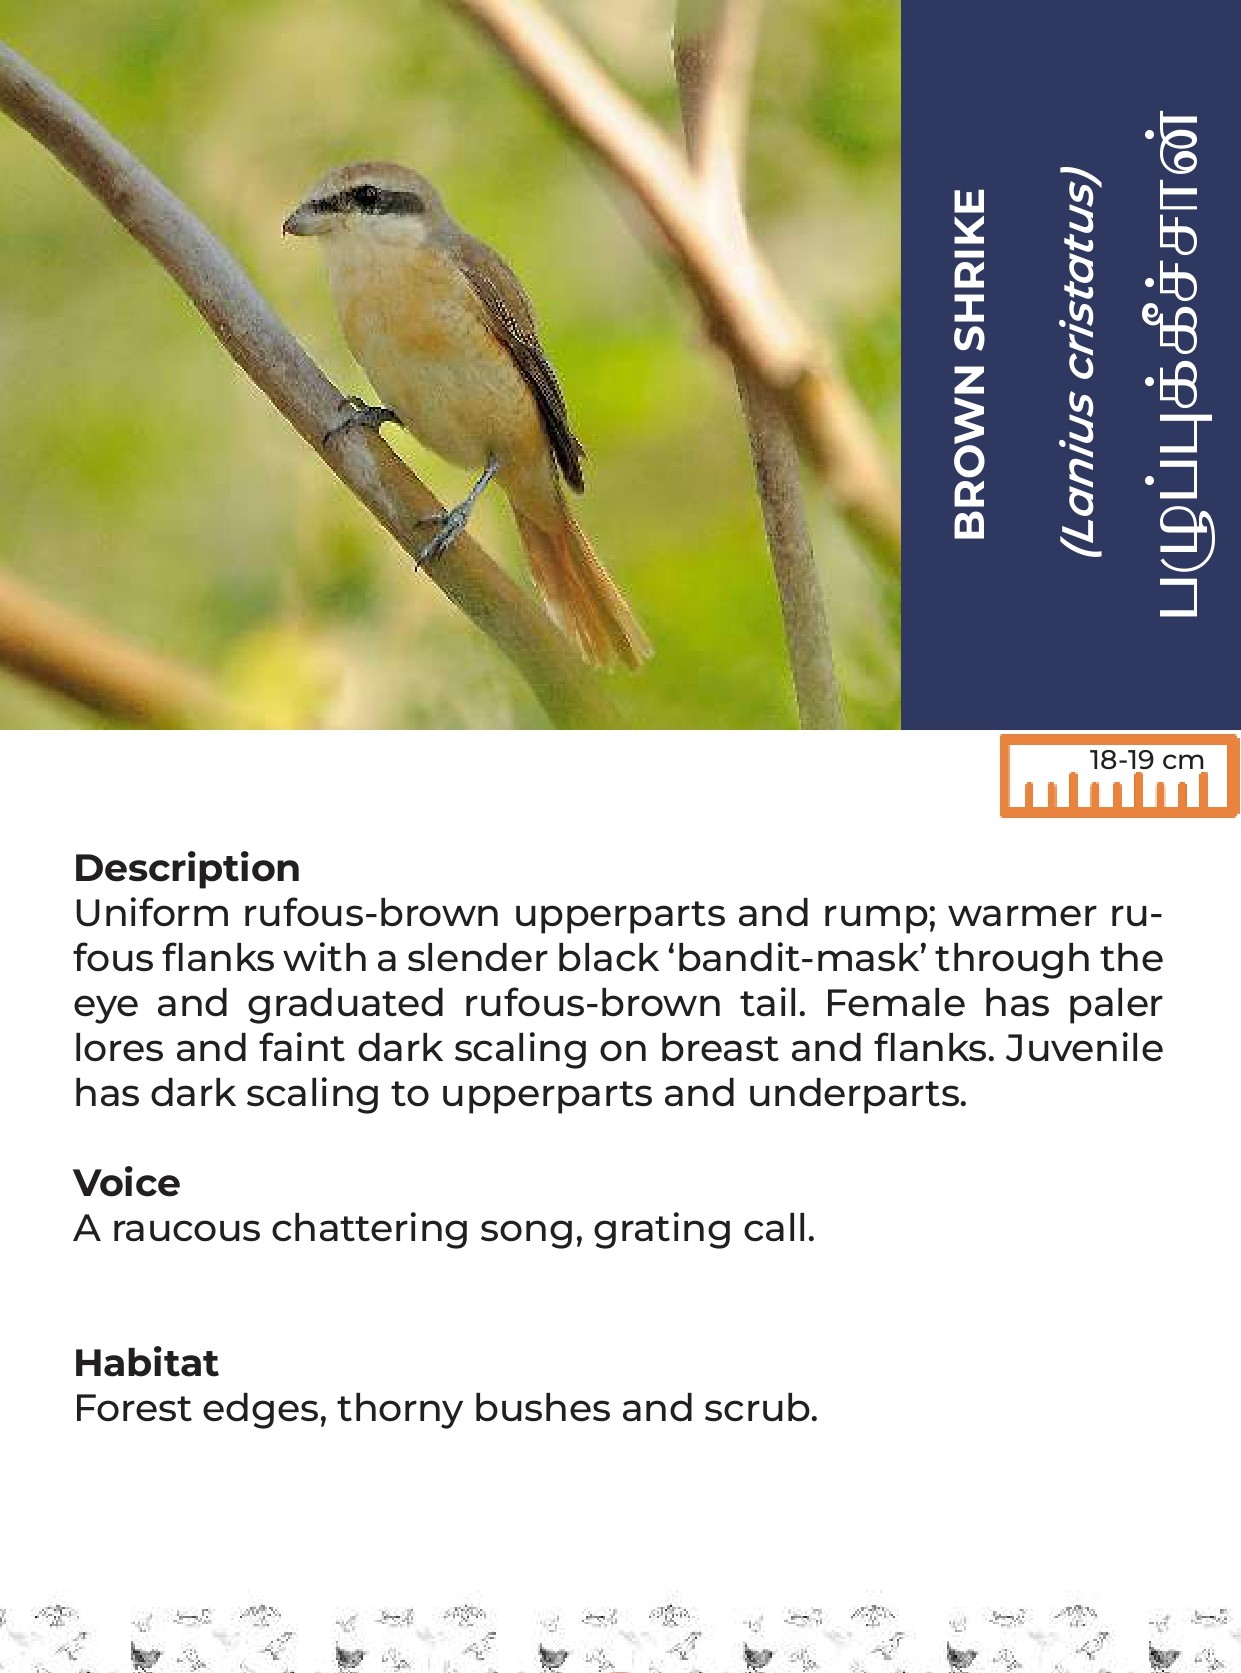 BROWN SHRIKE
(Lanius cristatus)
பழுப்புக்கீச்சான்
18-19 cm
Description
Uniform rufous-brown upperparts and rump; warmer ru-
fous flanks with a slender black ‘bandit-mask’ through the
eye and graduated rufous-brown tail. Female has paler
lores and faint dark scaling on breast and flanks. Juvenile
has dark scaling to upperparts and underparts.
Voice
A raucous chattering song, grating call.
Habitat
Forest edges, thorny bushes and scrub.